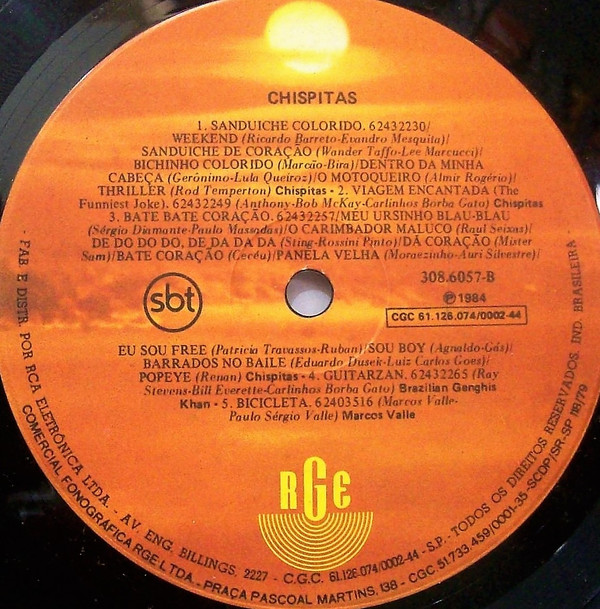 CHISPITAS
1. SANDUICHE COLORIDO. 62432230/
WEEKEND (Ricardo Barreto-Evandro Mesquita)/
SANDUICHE DE CORAÇÃO (Wander Taffo-Lee Marcucci)/
BICHINHO COLORIDO (Marcão-Bira)/DENTRO DA MINHA
CABEÇA (Gerônimo-Lula Queiroz)/O MOTOQUEIRO (Almir Rogério)/
THRILLER (Rod Temperton) Chispitas - 2. VIAGEM ENCANTADA (The
Funniest Joke). 62432249 (Anthony-Bob McKay-Carlinhos Borba Gato) Chispitas
3. BATE BATE CORAÇÃO. 62432257/MEU URSINHO BLAU-BLAU
(Sérgio Diamante-Paulo Massadas)/O CARIMBADOR MALUCO (Raul Seixas)/
DE DO DO DO, DE DA DA DA (Sting-Rossini Pinto)/DÁ CORAÇÃO (Mister
Sam)/BATE CORAÇÃO (Cecéu)/PANELA VELHA (Moraezinho-Auri Silvestre)/
sbt
308.6057-B
℗ 1984
CGC 61.126.074/0002-44
EU SOU FREE (Patricia Travassos-Ruban)/SOU BOY (Agnaldo-Gás)/
BARRADOS NO BAILE (Eduardo Dusek-Luiz Carlos Goes)/
POPEYE (Renan) Chispitas - 4. GUITARZAN. 62432265 (Ray
Stevens-Bill Everette-Carlinhos Borba Gato) Brazilian Genghis
Khan - 5. BICICLETA. 62403516 (Marcos Valle-
Paulo Sérgio Valle) Marcos Valle
RGE
- FAB. E DISTR. POR RCA ELETRÔNICA LTDA. - AV. ENG. BILLINGS, 2227 - C.G.C. 61.126.074/0002-44 - S.P. - TODOS OS DIREITOS RESERVADOS. IND. BRASILEIRA -
COMERCIAL FONOGRÁFICA RGE LTDA. - PRAÇA PASCOAL MARTINS, 138 - CGC 51.733.459/0001-35 - SCDP/SR-SP 118/79